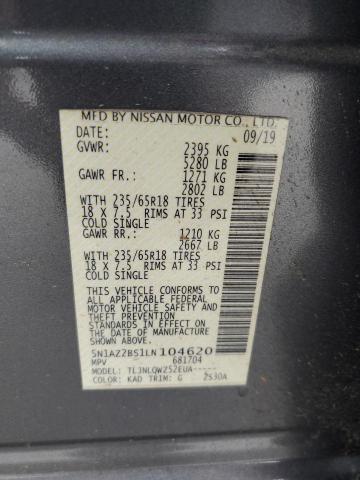 MFD BY NISSAN MOTOR CO., LTD.
DATE: 09/19
GVWR: 2395 KG
5280 LB
GAWR FR.: 1271 KG
2802 LB
WITH 235/65R18 TIRES
18 X 7.5 RIMS AT 33 PSI
COLD SINGLE
GAWR RR.: 1210 KG
2667 LB
WITH 235/65R18 TIRES
18 X 7.5 RIMS AT 33 PSI
COLD SINGLE
THIS VEHICLE CONFORMS
TO ALL APPLICABLE FEDERAL
MOTOR VEHICLE SAFETY
STANDARDS IN EFFECT ON THE
DATE OF MANUFACTURE SHOWN
ABOVE.
5N1AZ2BS1LN104620
MPV 681704
MODEL: TLJNLQWZ52EUA-----
COLOR: KAD TRIM: G 2S30A